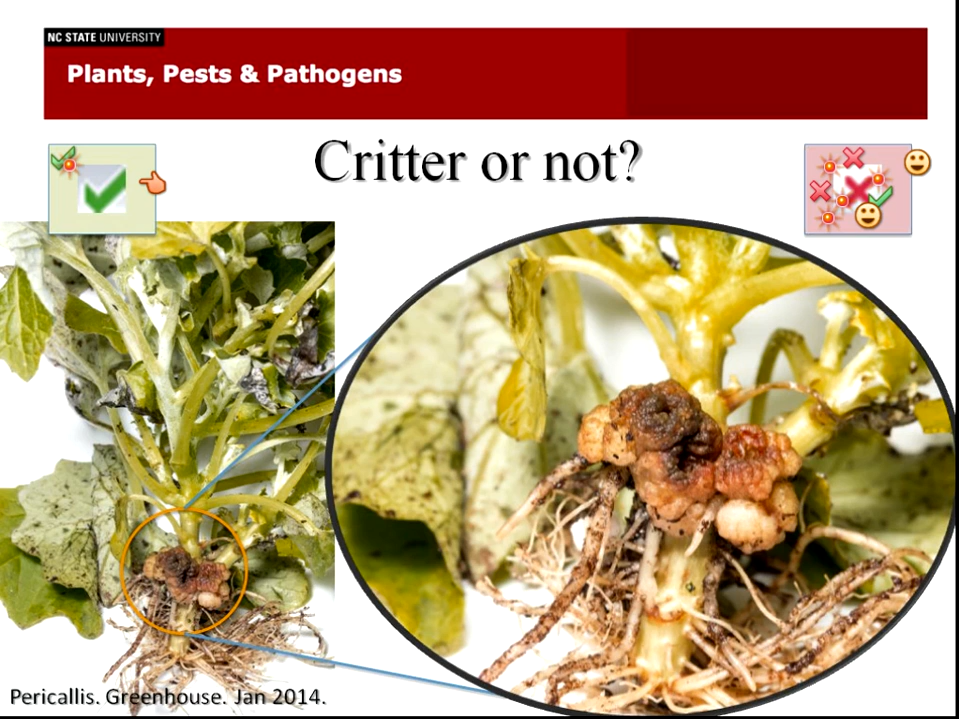 NC STATE UNIVERSITY
Plants, Pests & Pathogens
Critter or not?
Pericallis. Greenhouse. Jan 2014.